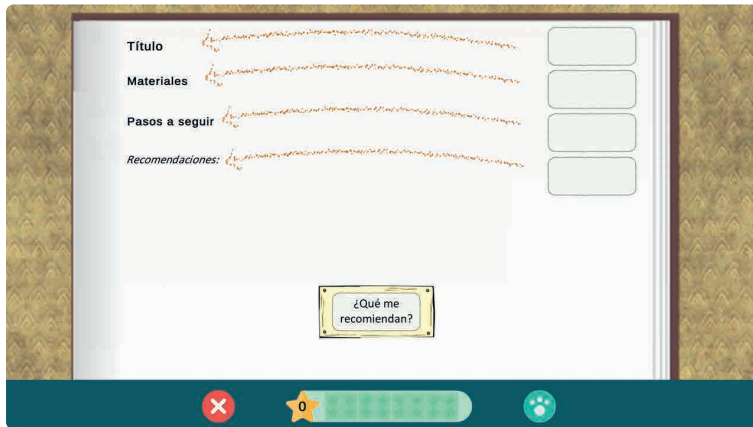 Título
Materiales
Pasos a seguir
Recomendaciones:
¿Qué me
recomiendan?
0